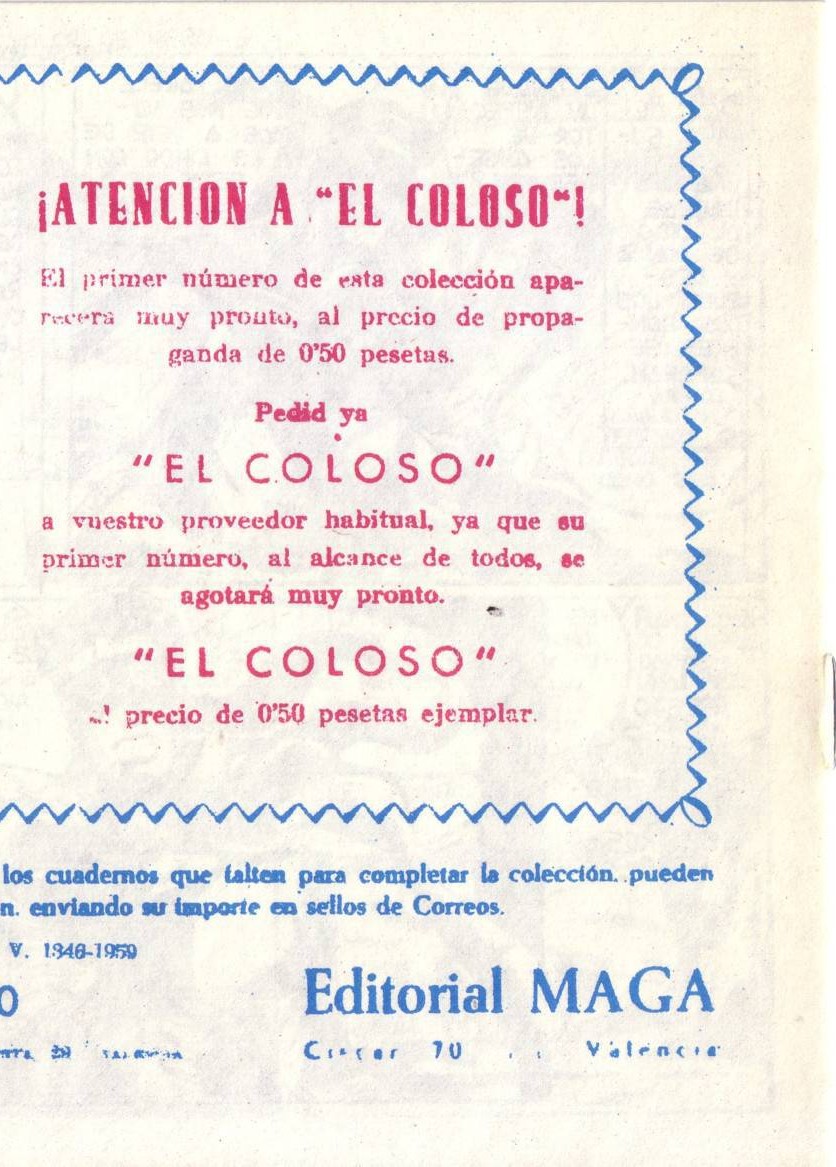 ¡ATENCION A "EL COLOSO"!
El primer número de esta colección apa-
recera muy pronto, al precio de propa-
ganda de 0'50 pesetas.
Pedid ya
"EL COLOSO"
a vuestro proveedor habitual, ya que su
primer número, al alcance de todos, se
agotará muy pronto.
"EL COLOSO"
al precio de 0'50 pesetas ejemplar.
los cuadernos que falten para completar la colección. pueden
n. enviando su importe en sellos de Correos.
V. 1346-1959
O
Editorial MAGA
Ciscar 70 Valencia